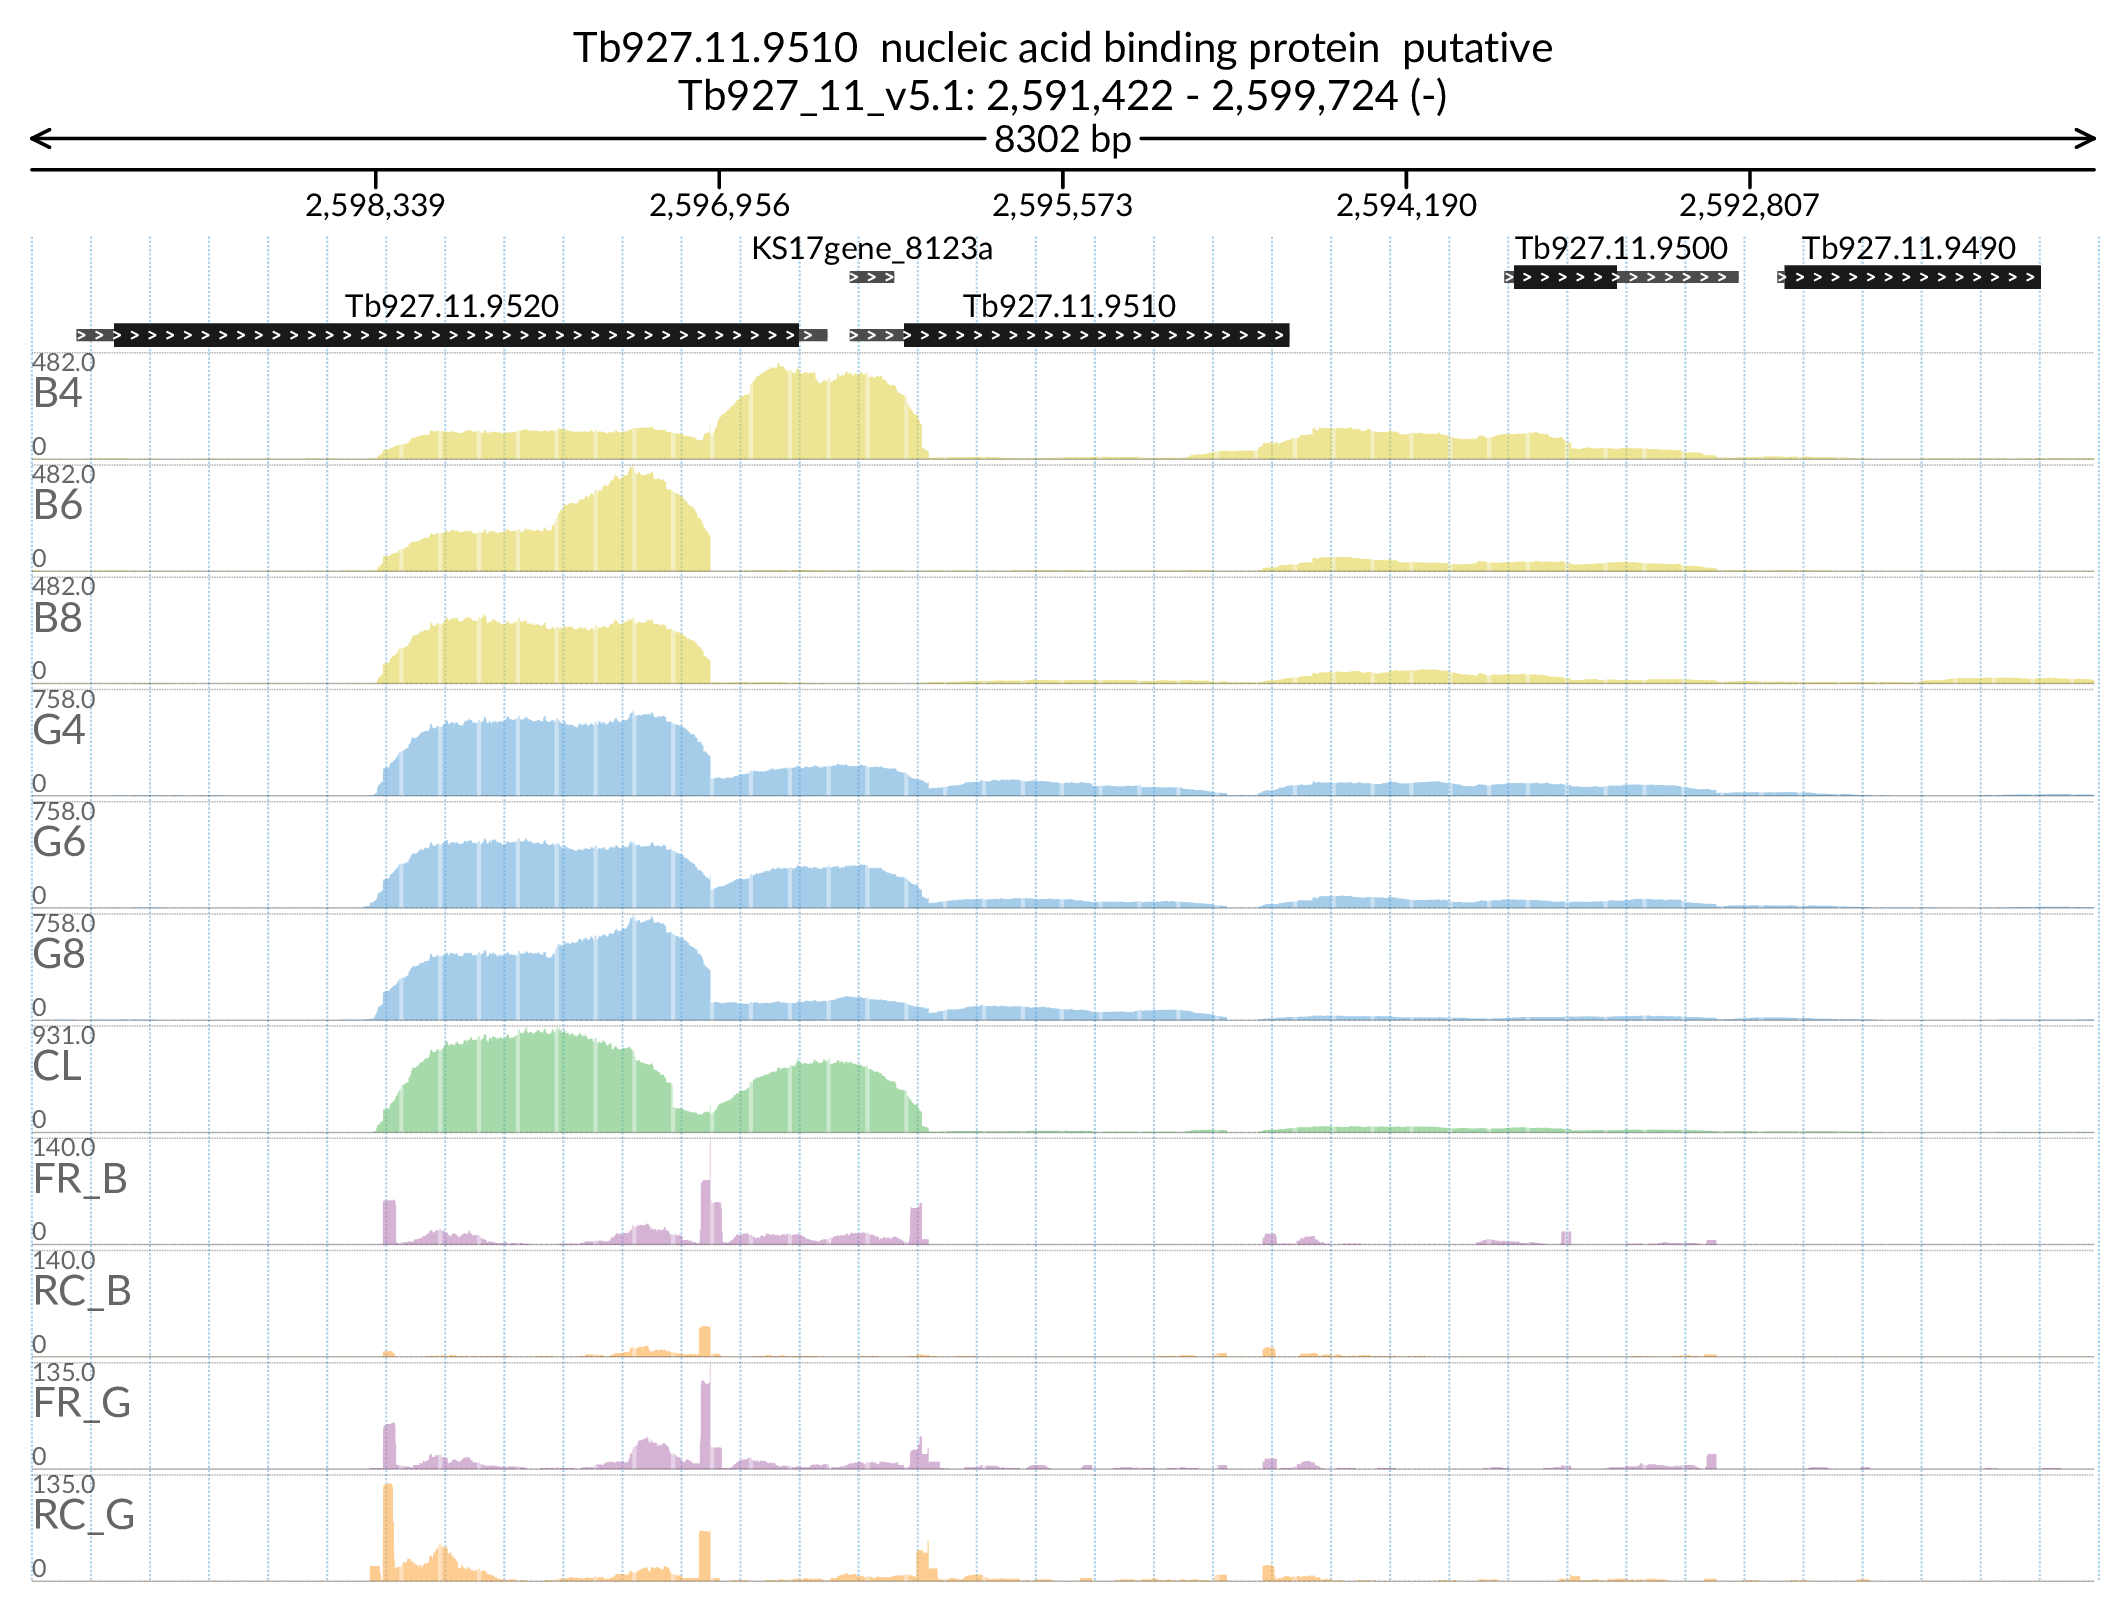 Tb927.11.9510  nucleic acid binding protein  putative
Tb927_11_v5.1: 2,591,422 - 2,599,724 (-)
8302 bp
2,598,339 2,596,956 2,595,573 2,594,190 2,592,807
KS17gene_8123a Tb927.11.9500 Tb927.11.9490
Tb927.11.9520 Tb927.11.9510
482.0
B4
0
482.0
B6
0
482.0
B8
0
758.0
G4
0
758.0
G6
0
758.0
G8
0
931.0
CL
0
140.0
FR_B
0
140.0
RC_B
0
135.0
FR_G
0
135.0
RC_G
0